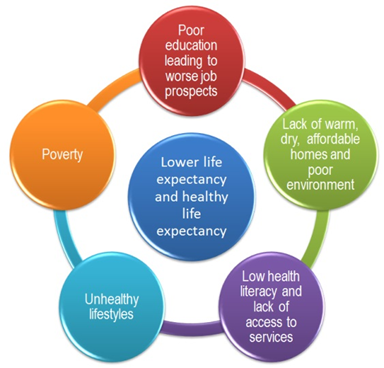 Poor
education
leading to
worse job
prospects
Lack of warm,
dry, affordable
homes and
poor
environment
Low health
literacy and
lack of
access to
services
Unhealthy
lifestyles
Poverty
Lower life
expectancy
and healthy
life
expectancy